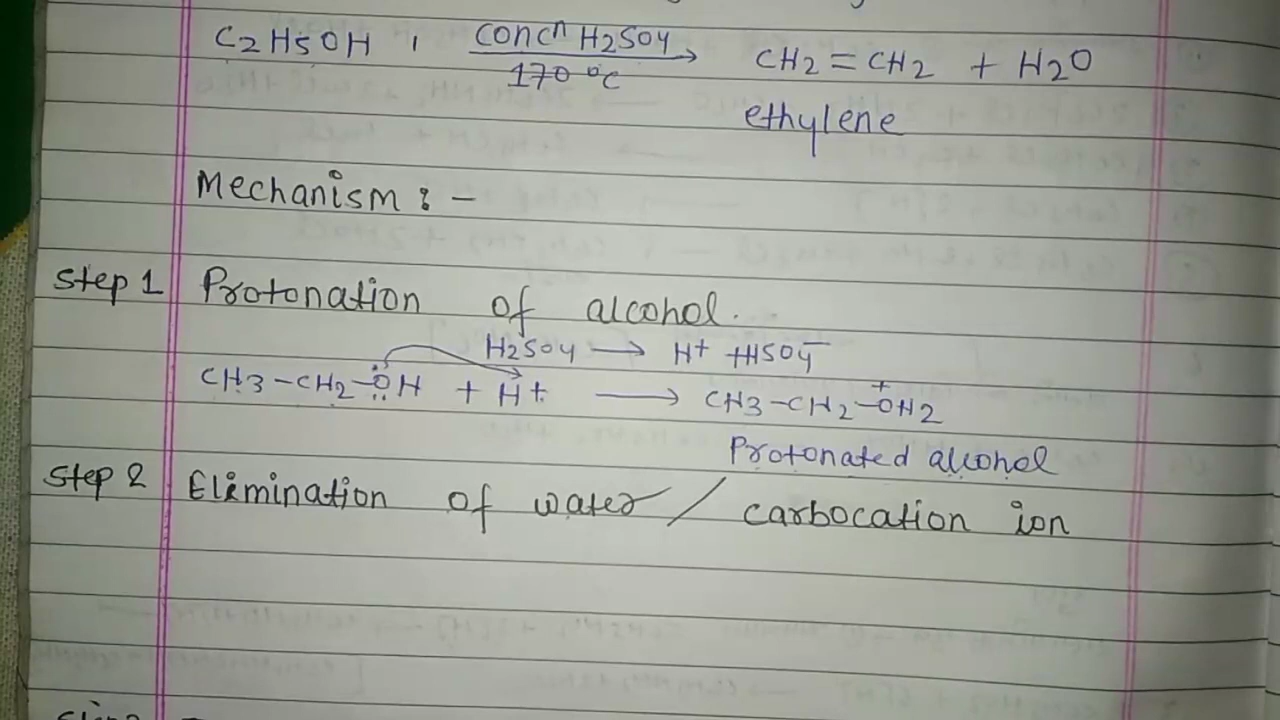 C2H5OH , concⁿ H2SO4 / 170 °C → CH2 = CH2 + H2O
ethylene
Mechanism : -
Step 1 Protonation of alcohol.
H2SO4 → H+ + HSO4⁻
CH3-CH2-ÖH + H+ → CH3-CH2-O⁺H2
Protonated alcohol
Step 2 Elimination of water / carbocation ion